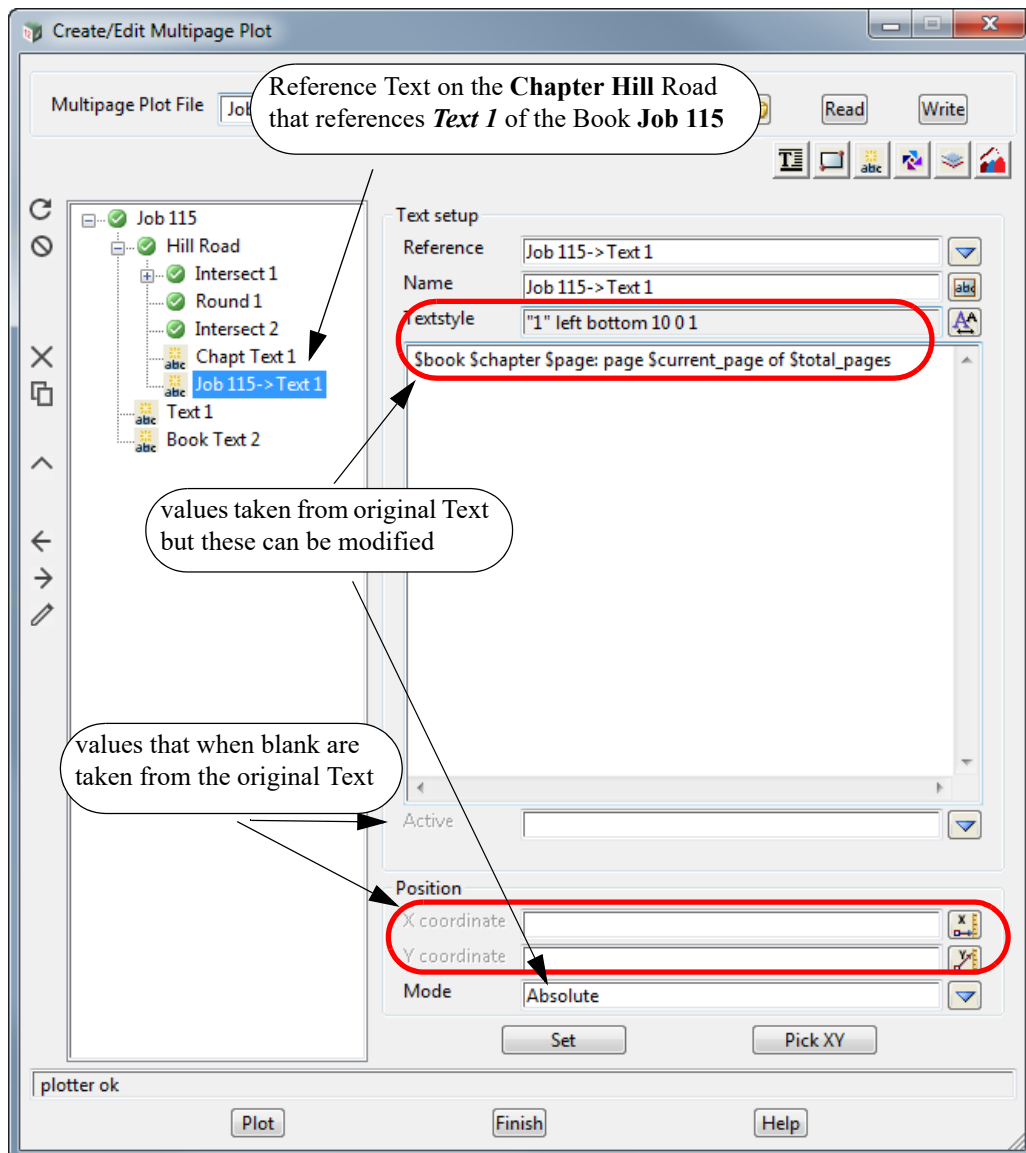 Create/Edit Multipage Plot
Reference Text on the Chapter Hill Road
that references Text 1 of the Book Job 115
Multipage Plot File
Read
Write
Job 115
Hill Road
Intersect 1
Round 1
Intersect 2
Chapt Text 1
Job 115->Text 1
Text 1
Book Text 2
Text setup
Reference
Job 115->Text 1
Name
Job 115->Text 1
Textstyle
"1" left bottom 10 0 1
$book $chapter $page: page $current_page of $total_pages
values taken from original Text
but these can be modified
values that when blank are
taken from the original Text
Active
Position
X coordinate
Y coordinate
Mode
Absolute
Set
Pick XY
plotter ok
Plot
Finish
Help